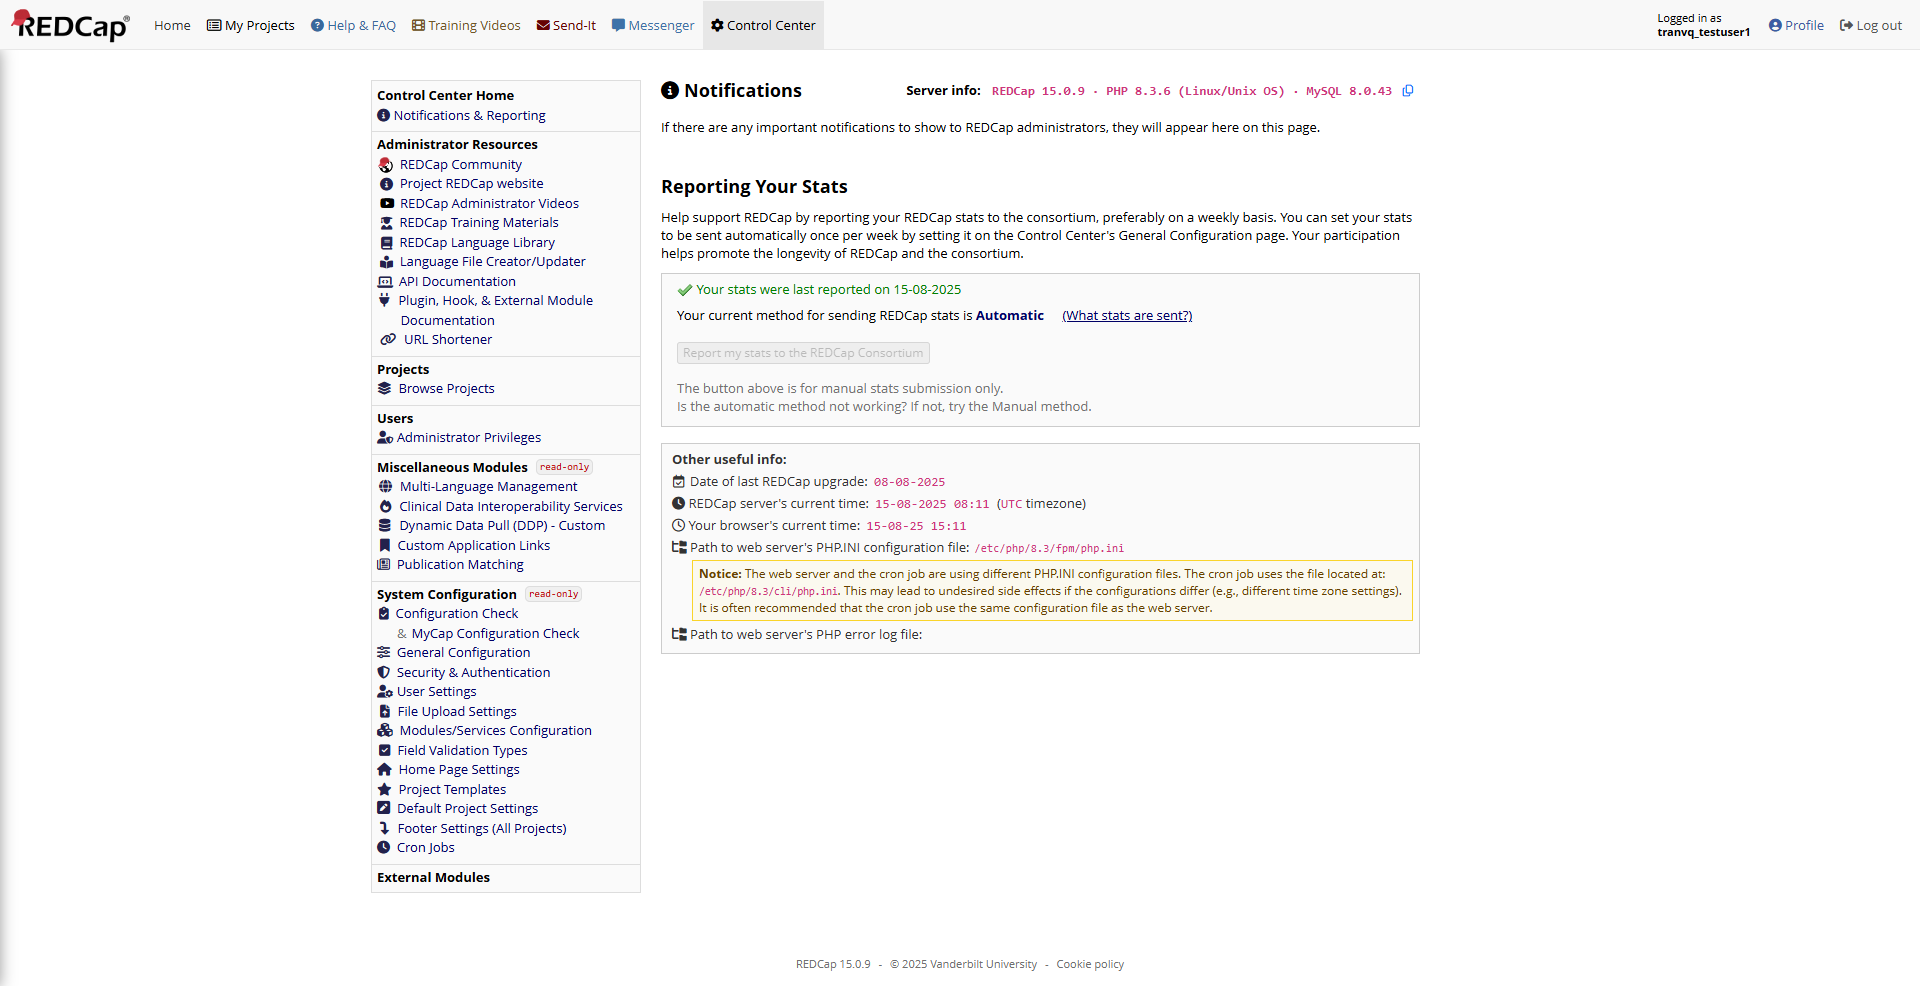 REDCap®
Home
My Projects
Help & FAQ
Training Videos
Send-It
Messenger
Control Center
Logged in as
tranvq_testuser1
Profile
Log out
Control Center Home
Notifications & Reporting
Administrator Resources
REDCap Community
Project REDCap website
REDCap Administrator Videos
REDCap Training Materials
REDCap Language Library
Language File Creator/Updater
API Documentation
Plugin, Hook, & External Module
Documentation
URL Shortener
Projects
Browse Projects
Users
Administrator Privileges
Miscellaneous Modules read-only
Multi-Language Management
Clinical Data Interoperability Services
Dynamic Data Pull (DDP) - Custom
Custom Application Links
Publication Matching
System Configuration read-only
Configuration Check
& MyCap Configuration Check
General Configuration
Security & Authentication
User Settings
File Upload Settings
Modules/Services Configuration
Field Validation Types
Home Page Settings
Project Templates
Default Project Settings
Footer Settings (All Projects)
Cron Jobs
External Modules
Notifications
Server info: REDCap 15.0.9 · PHP 8.3.6 (Linux/Unix OS) · MySQL 8.0.43
If there are any important notifications to show to REDCap administrators, they will appear here on this page.
Reporting Your Stats
Help support REDCap by reporting your REDCap stats to the consortium, preferably on a weekly basis. You can set your stats
to be sent automatically once per week by setting it on the Control Center's General Configuration page. Your participation
helps promote the longevity of REDCap and the consortium.
Your stats were last reported on 15-08-2025
Your current method for sending REDCap stats is Automatic (What stats are sent?)
Report my stats to the REDCap Consortium
The button above is for manual stats submission only.
Is the automatic method not working? If not, try the Manual method.
Other useful info:
Date of last REDCap upgrade: 08-08-2025
REDCap server's current time: 15-08-2025 08:11 (UTC timezone)
Your browser's current time: 15-08-25 15:11
Path to web server's PHP.INI configuration file: /etc/php/8.3/fpm/php.ini
Notice: The web server and the cron job are using different PHP.INI configuration files. The cron job uses the file located at:
/etc/php/8.3/cli/php.ini. This may lead to undesired side effects if the configurations differ (e.g., different time zone settings).
It is often recommended that the cron job use the same configuration file as the web server.
Path to web server's PHP error log file:
REDCap 15.0.9 - © 2025 Vanderbilt University - Cookie policy